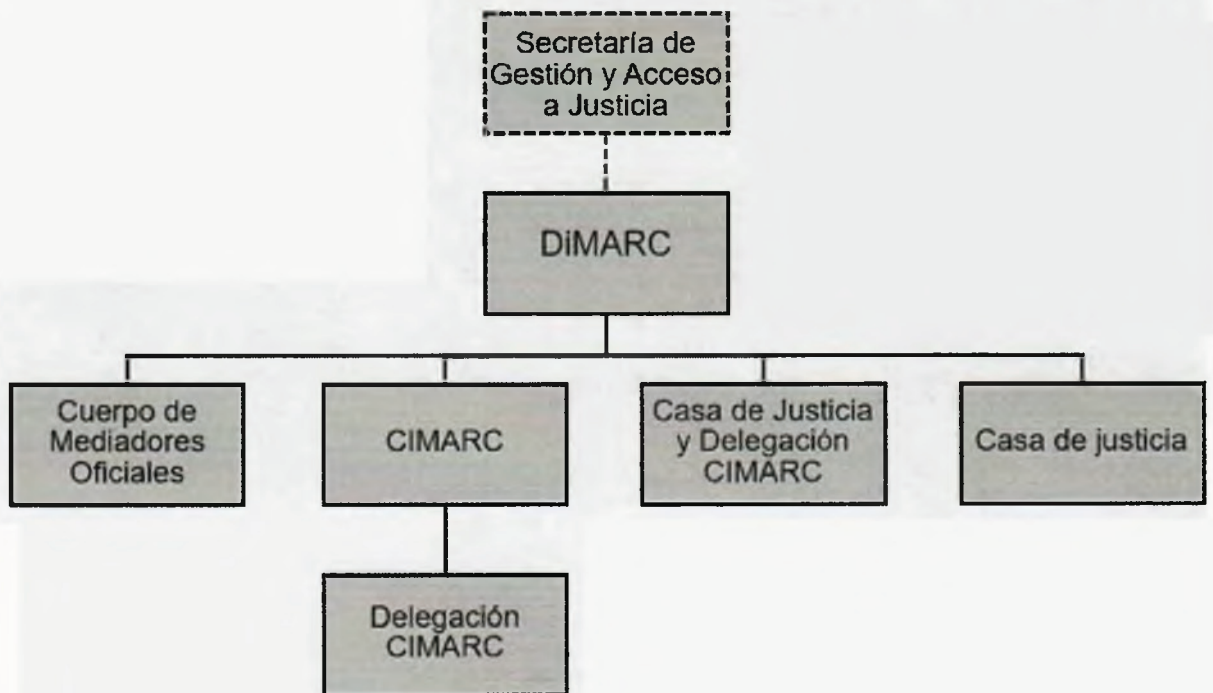 Secretaría de
Gestión y Acceso
a Justicia
DiMARC
Cuerpo de
Mediadores
Oficiales
CIMARC
Casa de Justicia
y Delegación
CIMARC
Casa de justicia
Delegación
CIMARC